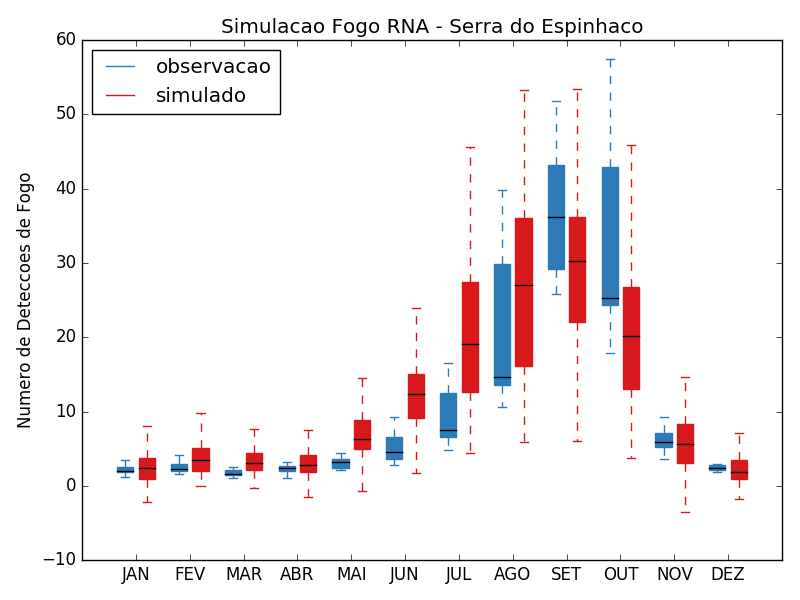 Simulacao Fogo RNA - Serra do Espinhaco
observacao
simulado
Numero de Deteccoes de Fogo
60
50
40
30
20
10
0
−10
JAN FEV MAR ABR MAI JUN JUL AGO SET OUT NOV DEZ